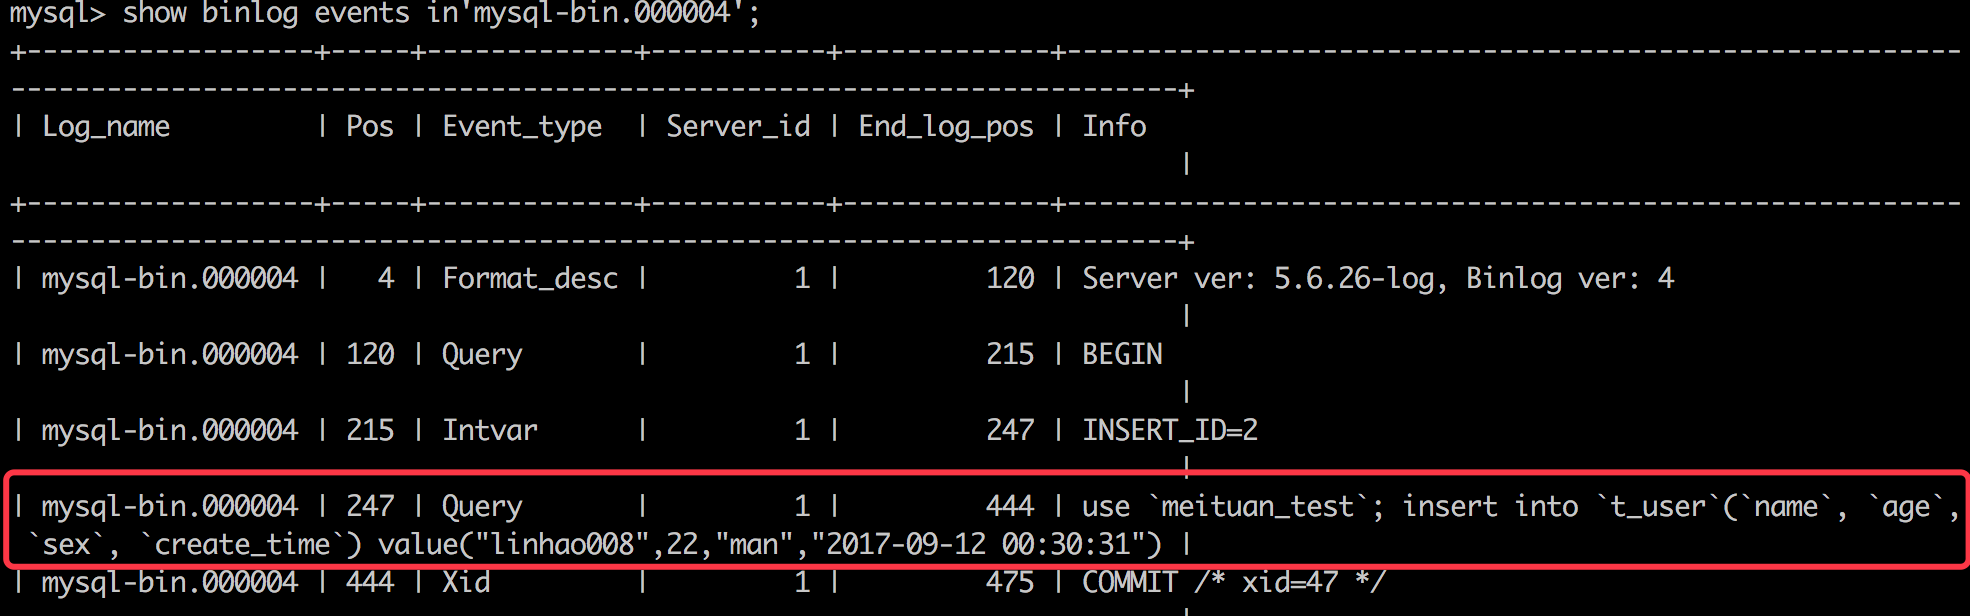 mysql> show binlog events in'mysql-bin.000004';
+------------------+-----+-------------+-----------+-------------+--------------------------------------------------------
-------------------------------------------------------------------------+
| Log_name         | Pos | Event_type  | Server_id | End_log_pos | Info
                                                                         |
+------------------+-----+-------------+-----------+-------------+--------------------------------------------------------
-------------------------------------------------------------------------+
| mysql-bin.000004 |   4 | Format_desc |         1 |         120 | Server ver: 5.6.26-log, Binlog ver: 4
                                                                         |
| mysql-bin.000004 | 120 | Query       |         1 |         215 | BEGIN
                                                                         |
| mysql-bin.000004 | 215 | Intvar      |         1 |         247 | INSERT_ID=2
                                                                         |
| mysql-bin.000004 | 247 | Query       |         1 |         444 | use `meituan_test`; insert into `t_user`(`name`, `age`,
`sex`, `create_time`) value("linhao008",22,"man","2017-09-12 00:30:31") |
| mysql-bin.000004 | 444 | Xid         |         1 |         475 | COMMIT /* xid=47 */
                                                                         |